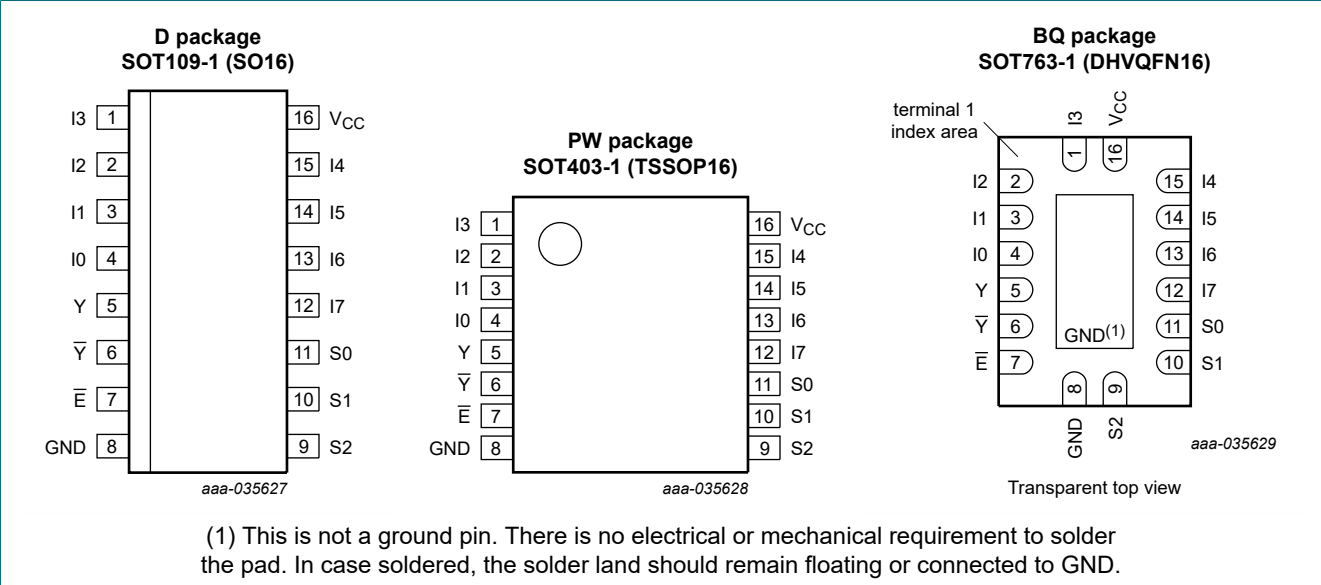 D package
SOT109-1 (SO16)
I3 1
16 VCC
I2 2
15 I4
I1 3
14 I5
I0 4
13 I6
Y 5
12 I7
Y̅ 6
11 S0
E̅ 7
10 S1
GND 8
9 S2
aaa-035627
PW package
SOT403-1 (TSSOP16)
I3 1
16 VCC
I2 2
15 I4
I1 3
14 I5
I0 4
13 I6
Y 5
12 I7
Y̅ 6
11 S0
E̅ 7
10 S1
GND 8
9 S2
aaa-035628
BQ package
SOT763-1 (DHVQFN16)
terminal 1
index area
I3
VCC
1
16
I2 2
15 I4
I1 3
14 I5
I0 4
13 I6
Y 5
12 I7
Y̅ 6
11 S0
GND(1)
E̅ 7
10 S1
8
9
GND
S2
aaa-035629
Transparent top view
(1) This is not a ground pin. There is no electrical or mechanical requirement to solder
the pad. In case soldered, the solder land should remain floating or connected to GND.